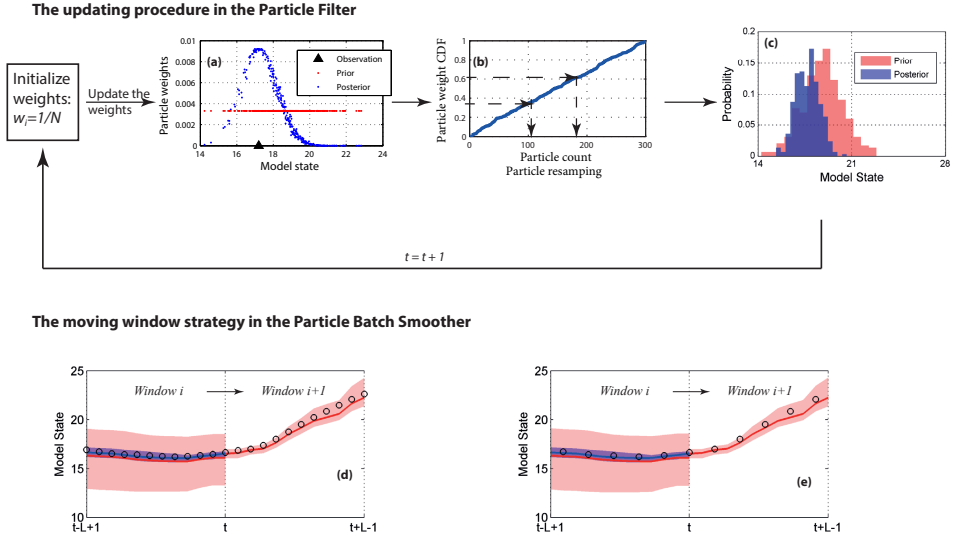 The updating procedure in the Particle Filter
Initialize
weights:
wᵢ=1/N
Update the
weights
Particle weights
0.01
0.008
0.006
0.004
0.002
0
(a)
Observation
Prior
Posterior
14 16 18 20 22 24
Model state
Particle weight CDF
1
0.8
0.6
0.4
0.2
0
(b)
0 100 200 300
Particle count
Particle resamping
Probability
0.2
0.15
0.1
0.05
0
(c)
Prior
Posterior
14 21 28
Model State
t = t + 1
The moving window strategy in the Particle Batch Smoother
Model State
25
20
15
10
Window i
Window i+1
(d)
t-L+1 t t+L-1
Model State
25
20
15
10
Window i
Window i+1
(e)
t-L+1 t t+L-1